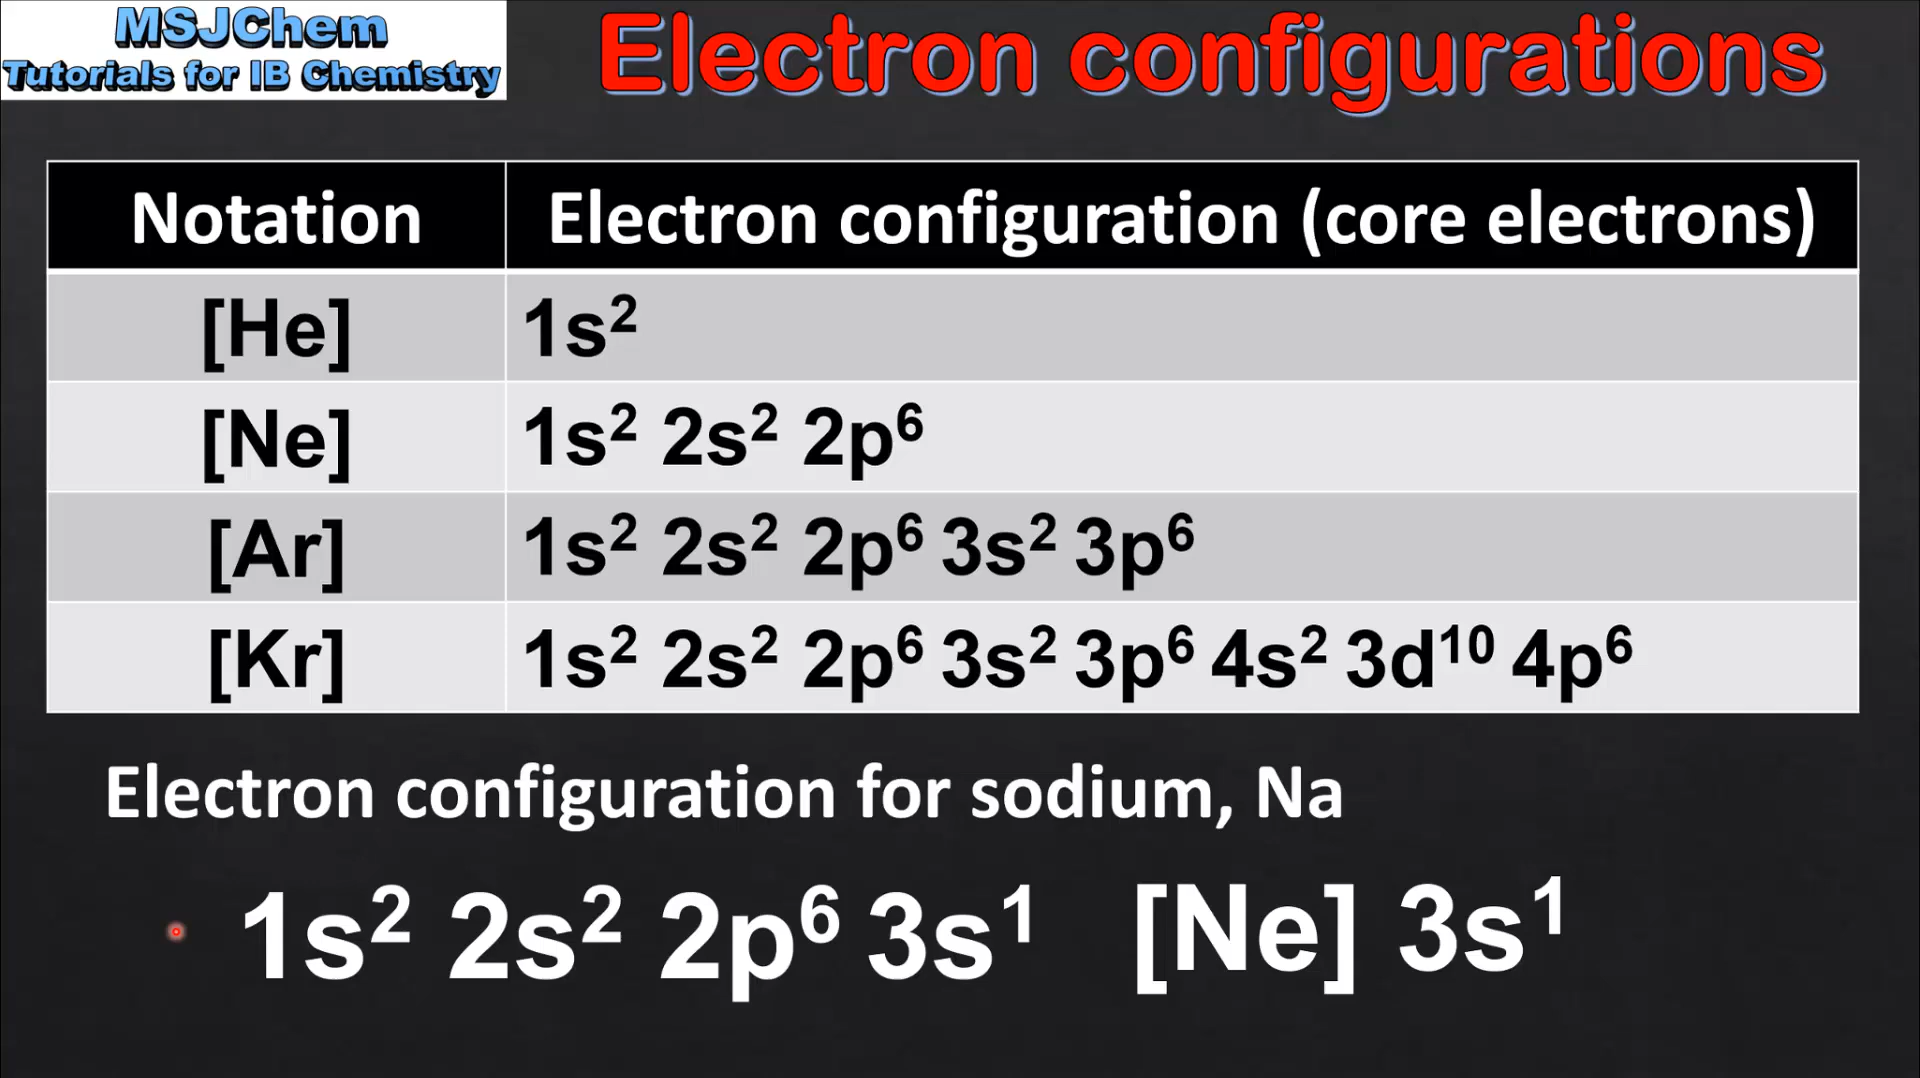 MSJChem
Tutorials for IB Chemistry
Electron configurations
Notation Electron configuration (core electrons)
[He] 1s²
[Ne] 1s² 2s² 2p⁶
[Ar] 1s² 2s² 2p⁶ 3s² 3p⁶
[Kr] 1s² 2s² 2p⁶ 3s² 3p⁶ 4s² 3d¹⁰ 4p⁶
Electron configuration for sodium, Na
1s² 2s² 2p⁶ 3s¹ [Ne] 3s¹